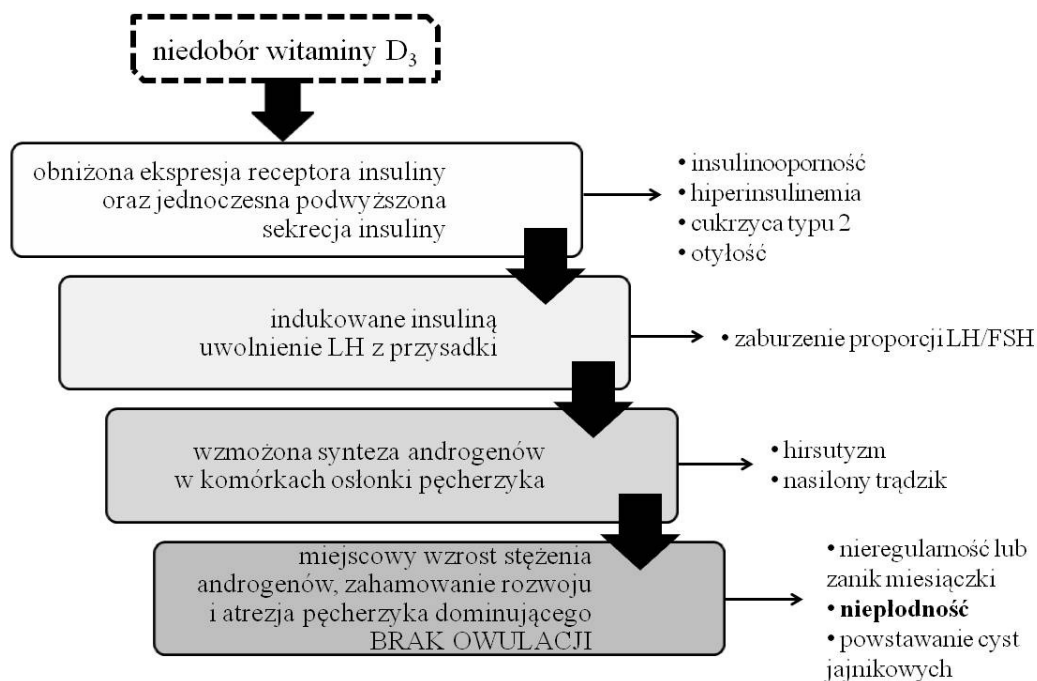 niedobór witaminy D₃
obniżona ekspresja receptora insuliny
oraz jednoczesna podwyższona
sekrecja insuliny
• insulinooporność
• hiperinsulinemia
• cukrzyca typu 2
• otyłość
indukowane insuliną
uwolnienie LH z przysadki
• zaburzenie proporcji LH/FSH
wzmożona synteza androgenów
w komórkach osłonki pęcherzyka
• hirsutyzm
• nasilony trądzik
miejscowy wzrost stężenia
androgenów, zahamowanie rozwoju
i atrezja pęcherzyka dominującego
BRAK OWULACJI
• nieregularność lub
zanik miesiączki
• niepłodność
• powstawanie cyst
jajnikowych